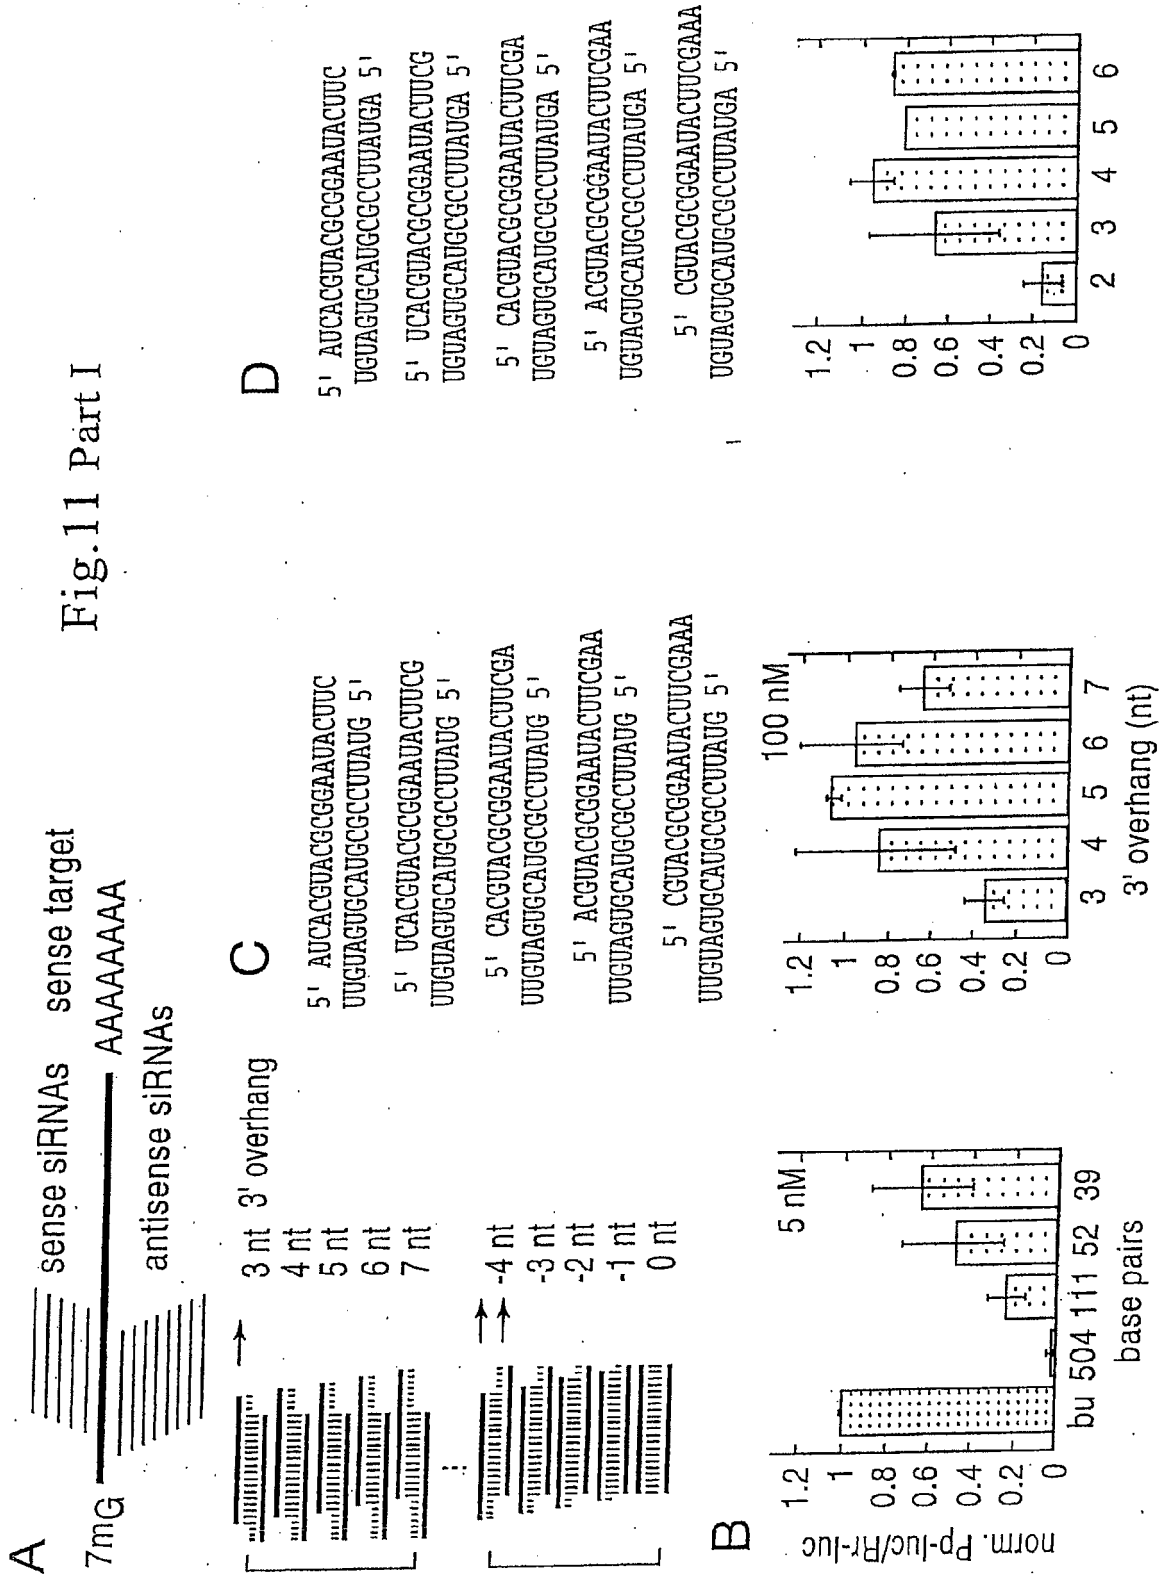 Fig.11 Part I
A
sense siRNAs sense target
7mG AAAAAAAA
antisense siRNAs
3 nt 3' overhang
4 nt
5 nt
6 nt
7 nt
-4 nt
-3 nt
-2 nt
-1 nt
0 nt
B
norm. Pp-luc/Rr-luc
1.2
1
0.8
0.6
0.4
0.2
0
5 nM
bu 504 111 52 39
base pairs
C
5' AUCACGUACGCGGAAUACUUC
UUGUAGUGCAUGCGCCUUAUG 5'
5' UCACGUACGCGGAAUACUUCG
UUGUAGUGCAUGCGCCUUAUG 5'
5' CACGUACGCGGAAUACUUCGA
UUGUAGUGCAUGCGCCUUAUG 5'
5' ACGUACGCGGAAUACUUCGAA
UUGUAGUGCAUGCGCCUUAUG 5'
5' CGUACGCGGAAUACUUCGAAA
UUGUAGUGCAUGCGCCUUAUG 5'
1.2
1
0.8
0.6
0.4
0.2
0
100 nM
3 4 5 6 7
3' overhang (nt)
D
5' AUCACGUACGCGGAAUACUUC
UGUAGUGCAUGCGCCUUAUGA 5'
5' UCACGUACGCGGAAUACUUCG
UGUAGUGCAUGCGCCUUAUGA 5'
5' CACGUACGCGGAAUACUUCGA
UGUAGUGCAUGCGCCUUAUGA 5'
5' ACGUACGCGGAAUACUUCGAA
UGUAGUGCAUGCGCCUUAUGA 5'
5' CGUACGCGGAAUACUUCGAAA
UGUAGUGCAUGCGCCUUAUGA 5'
1.2
1
0.8
0.6
0.4
0.2
0
2 3 4 5 6